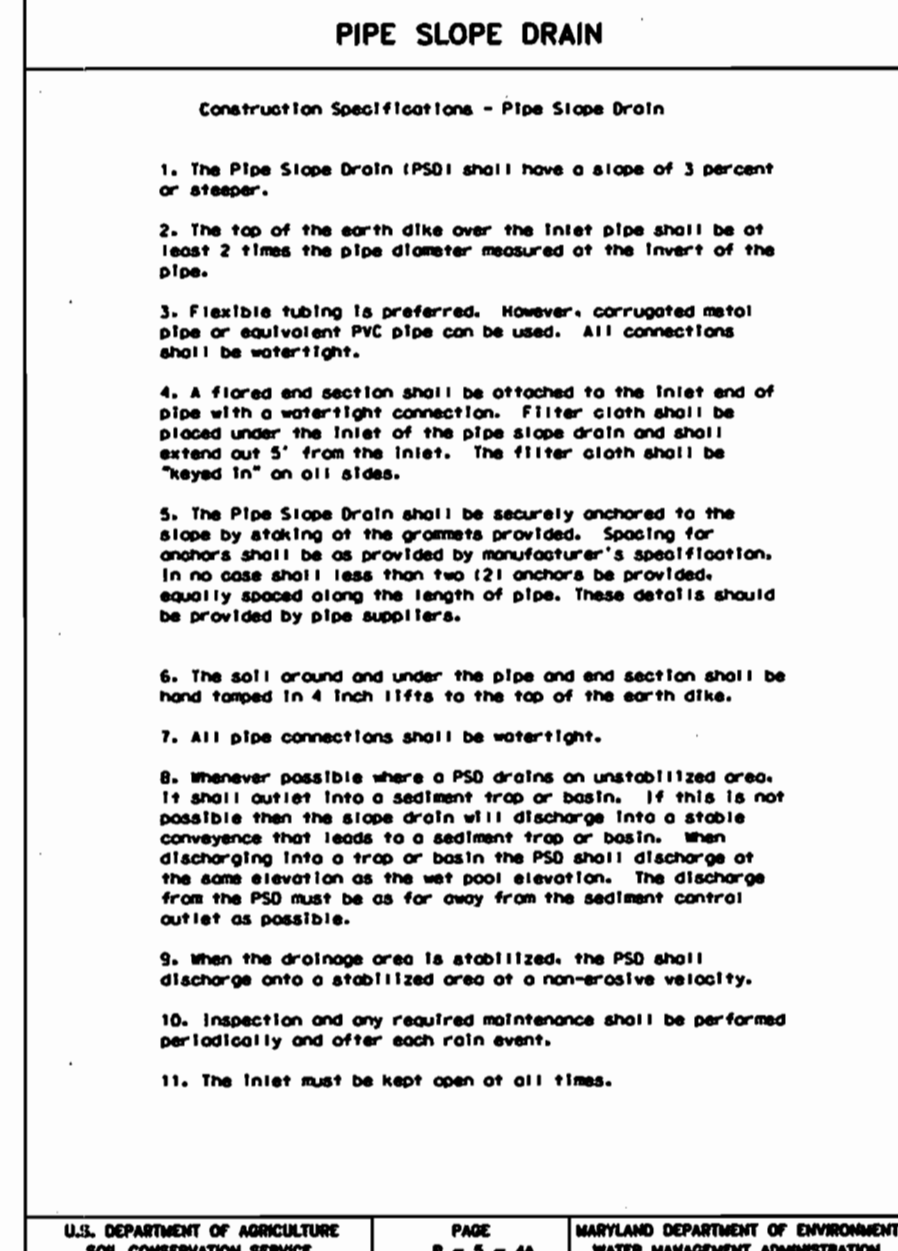 PIPE SLOPE DRAIN
Construction Specifications - Pipe Slope Drain
1. The Pipe Slope Drain (PSD) shall have a slope of 3 percent
or steeper.
2. The top of the earth dike over the inlet pipe shall be at
least 2 times the pipe diameter measured at the invert of the
pipe.
3. Flexible tubing is preferred. However, corrugated metal
pipe or equivalent PVC pipe can be used. All connections
shall be watertight.
4. A flared end section shall be attached to the inlet end of
pipe with a watertight connection. Filter cloth shall be
placed under the inlet of the pipe slope drain and shall
extend out 5' from the inlet. The filter cloth shall be
"keyed in" on all sides.
5. The Pipe Slope Drain shall be securely anchored to the
slope by staking at the grommets provided. Spacing for
anchors shall be as provided by manufacturer's specification.
In no case shall less than two (2) anchors be provided,
equally spaced along the length of pipe. These details should
be provided by pipe suppliers.
6. The soil around and under the pipe and end section shall be
hand tamped in 4 inch lifts to the top of the earth dike.
7. All pipe connections shall be watertight.
8. Whenever possible where a PSD drains an unstabilized area,
it shall outlet into a sediment trap or basin. If this is not
possible then the slope drain will discharge into a stable
conveyence that leads to a sediment trap or basin. When
discharging into a trap or basin the PSD shall discharge at
the same elevation as the wet pool elevation. The discharge
from the PSD must be as far away from the sediment control
outlet as possible.
9. When the drainage area is stabilized, the PSD shall
discharge onto a stabilized area at a non-erosive velocity.
10. Inspection and any required maintenance shall be performed
periodically and after each rain event.
11. The inlet must be kept open at all times.
U.S. DEPARTMENT OF AGRICULTURE PAGE MARYLAND DEPARTMENT OF ENVIRONMENT
SOIL CONSERVATION SERVICE B - 5 - 4A WATER MANAGEMENT ADMINISTRATION